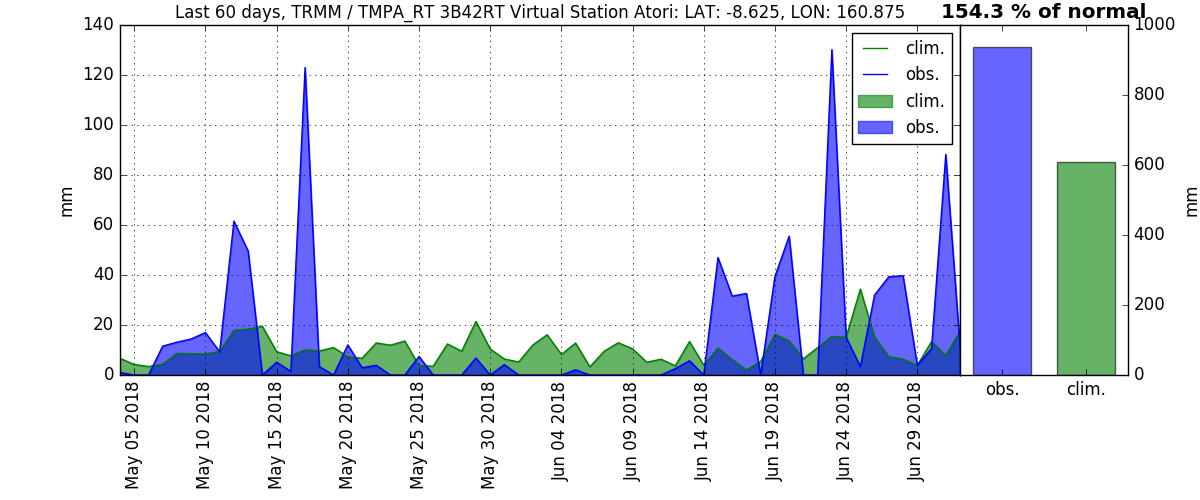 Last 60 days, TRMM / TMPA_RT 3B42RT Virtual Station Atori: LAT: -8.625, LON: 160.875
154.3 % of normal
140
120
100
80
60
40
20
0
mm
clim.
obs.
clim.
obs.
May 05 2018
May 10 2018
May 15 2018
May 20 2018
May 25 2018
May 30 2018
Jun 04 2018
Jun 09 2018
Jun 14 2018
Jun 19 2018
Jun 24 2018
Jun 29 2018
1000
800
600
400
200
0
mm
obs.
clim.